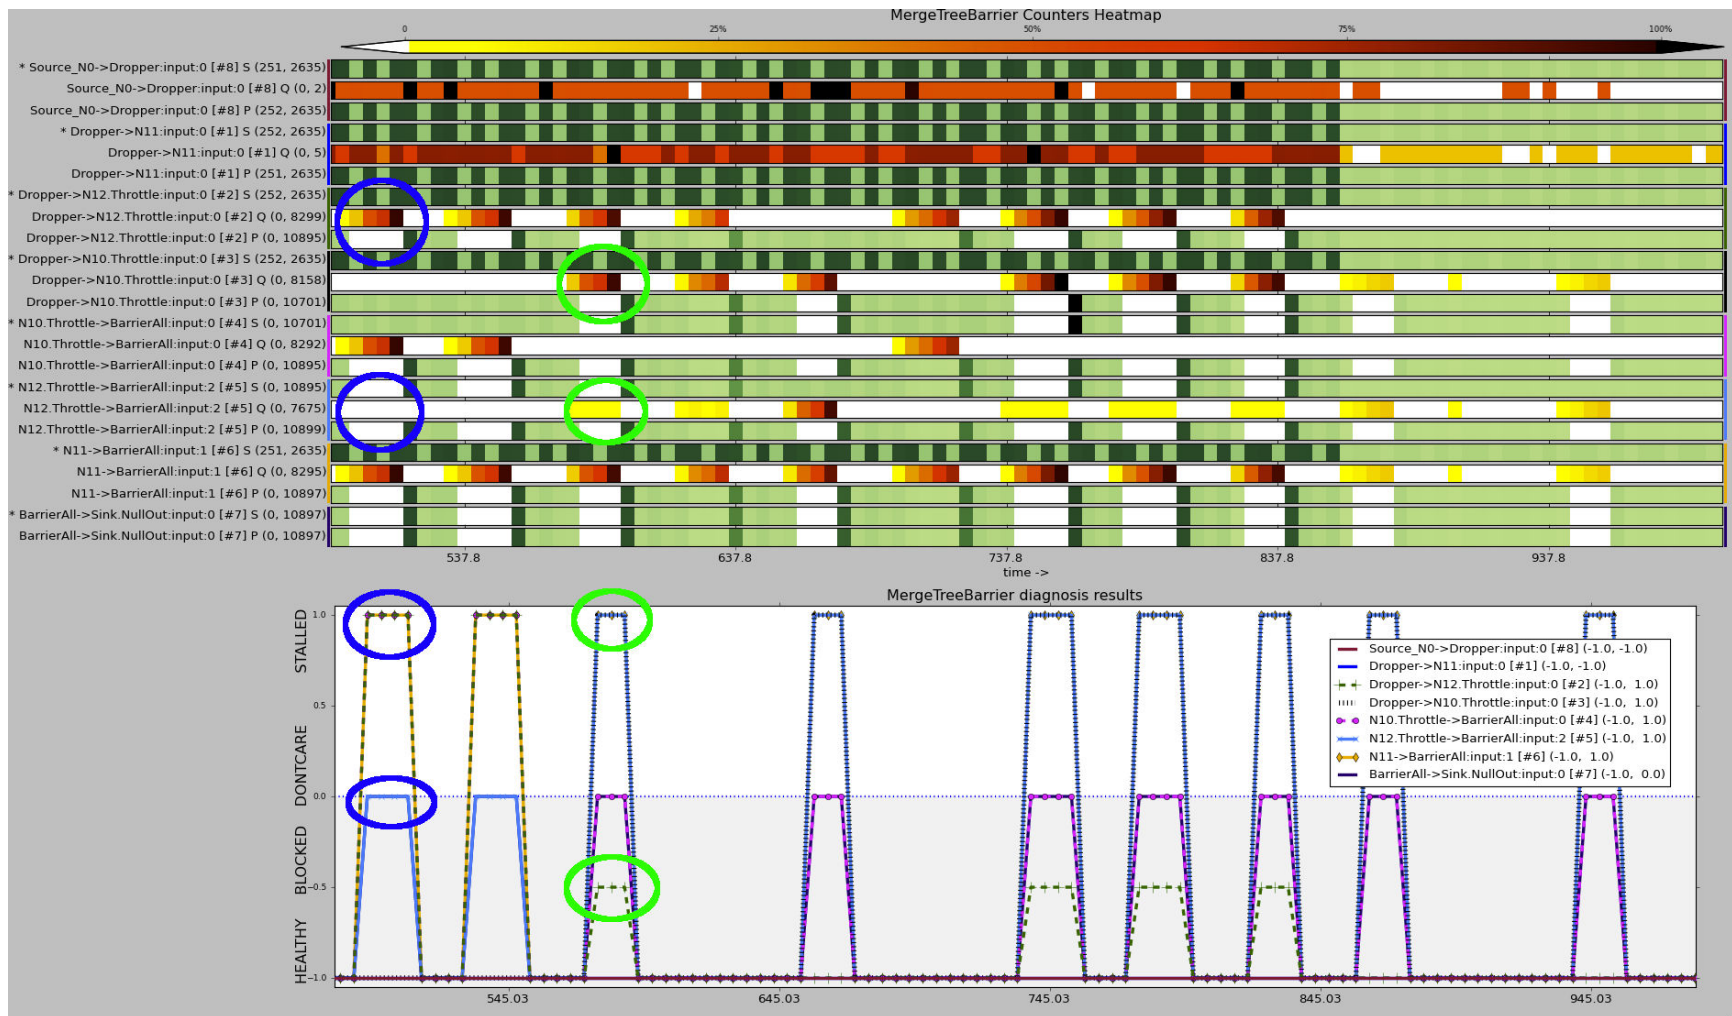 MergeTreeBarrier Counters Heatmap
0 25% 50% 75% 100%
* Source_N0->Dropper:input:0 [#8] S (251, 2635)
Source_N0->Dropper:input:0 [#8] Q (0, 2)
Source_N0->Dropper:input:0 [#8] P (252, 2635)
* Dropper->N11:input:0 [#1] S (252, 2635)
Dropper->N11:input:0 [#1] Q (0, 5)
Dropper->N11:input:0 [#1] P (251, 2635)
* Dropper->N12.Throttle:input:0 [#2] S (252, 2635)
Dropper->N12.Throttle:input:0 [#2] Q (0, 8299)
Dropper->N12.Throttle:input:0 [#2] P (0, 10895)
* Dropper->N10.Throttle:input:0 [#3] S (252, 2635)
Dropper->N10.Throttle:input:0 [#3] Q (0, 8158)
Dropper->N10.Throttle:input:0 [#3] P (0, 10701)
* N10.Throttle->BarrierAll:input:0 [#4] S (0, 10701)
N10.Throttle->BarrierAll:input:0 [#4] Q (0, 8292)
N10.Throttle->BarrierAll:input:0 [#4] P (0, 10895)
* N12.Throttle->BarrierAll:input:2 [#5] S (0, 10895)
N12.Throttle->BarrierAll:input:2 [#5] Q (0, 7675)
N12.Throttle->BarrierAll:input:2 [#5] P (0, 10899)
* N11->BarrierAll:input:1 [#6] S (251, 2635)
N11->BarrierAll:input:1 [#6] Q (0, 8295)
N11->BarrierAll:input:1 [#6] P (0, 10897)
* BarrierAll->Sink.NullOut:input:0 [#7] S (0, 10897)
BarrierAll->Sink.NullOut:input:0 [#7] P (0, 10897)
537.8 637.8 737.8 837.8 937.8
time ->
MergeTreeBarrier diagnosis results
STALLED
DONTCARE
BLOCKED
HEALTHY
1.0
0.5
0.0
−0.5
−1.0
Source_N0->Dropper:input:0 [#8] (-1.0, -1.0)
Dropper->N11:input:0 [#1] (-1.0, -1.0)
Dropper->N12.Throttle:input:0 [#2] (-1.0, 1.0)
Dropper->N10.Throttle:input:0 [#3] (-1.0, 1.0)
N10.Throttle->BarrierAll:input:0 [#4] (-1.0, 1.0)
N12.Throttle->BarrierAll:input:2 [#5] (-1.0, 1.0)
N11->BarrierAll:input:1 [#6] (-1.0, 1.0)
BarrierAll->Sink.NullOut:input:0 [#7] (-1.0, 0.0)
545.03 645.03 745.03 845.03 945.03